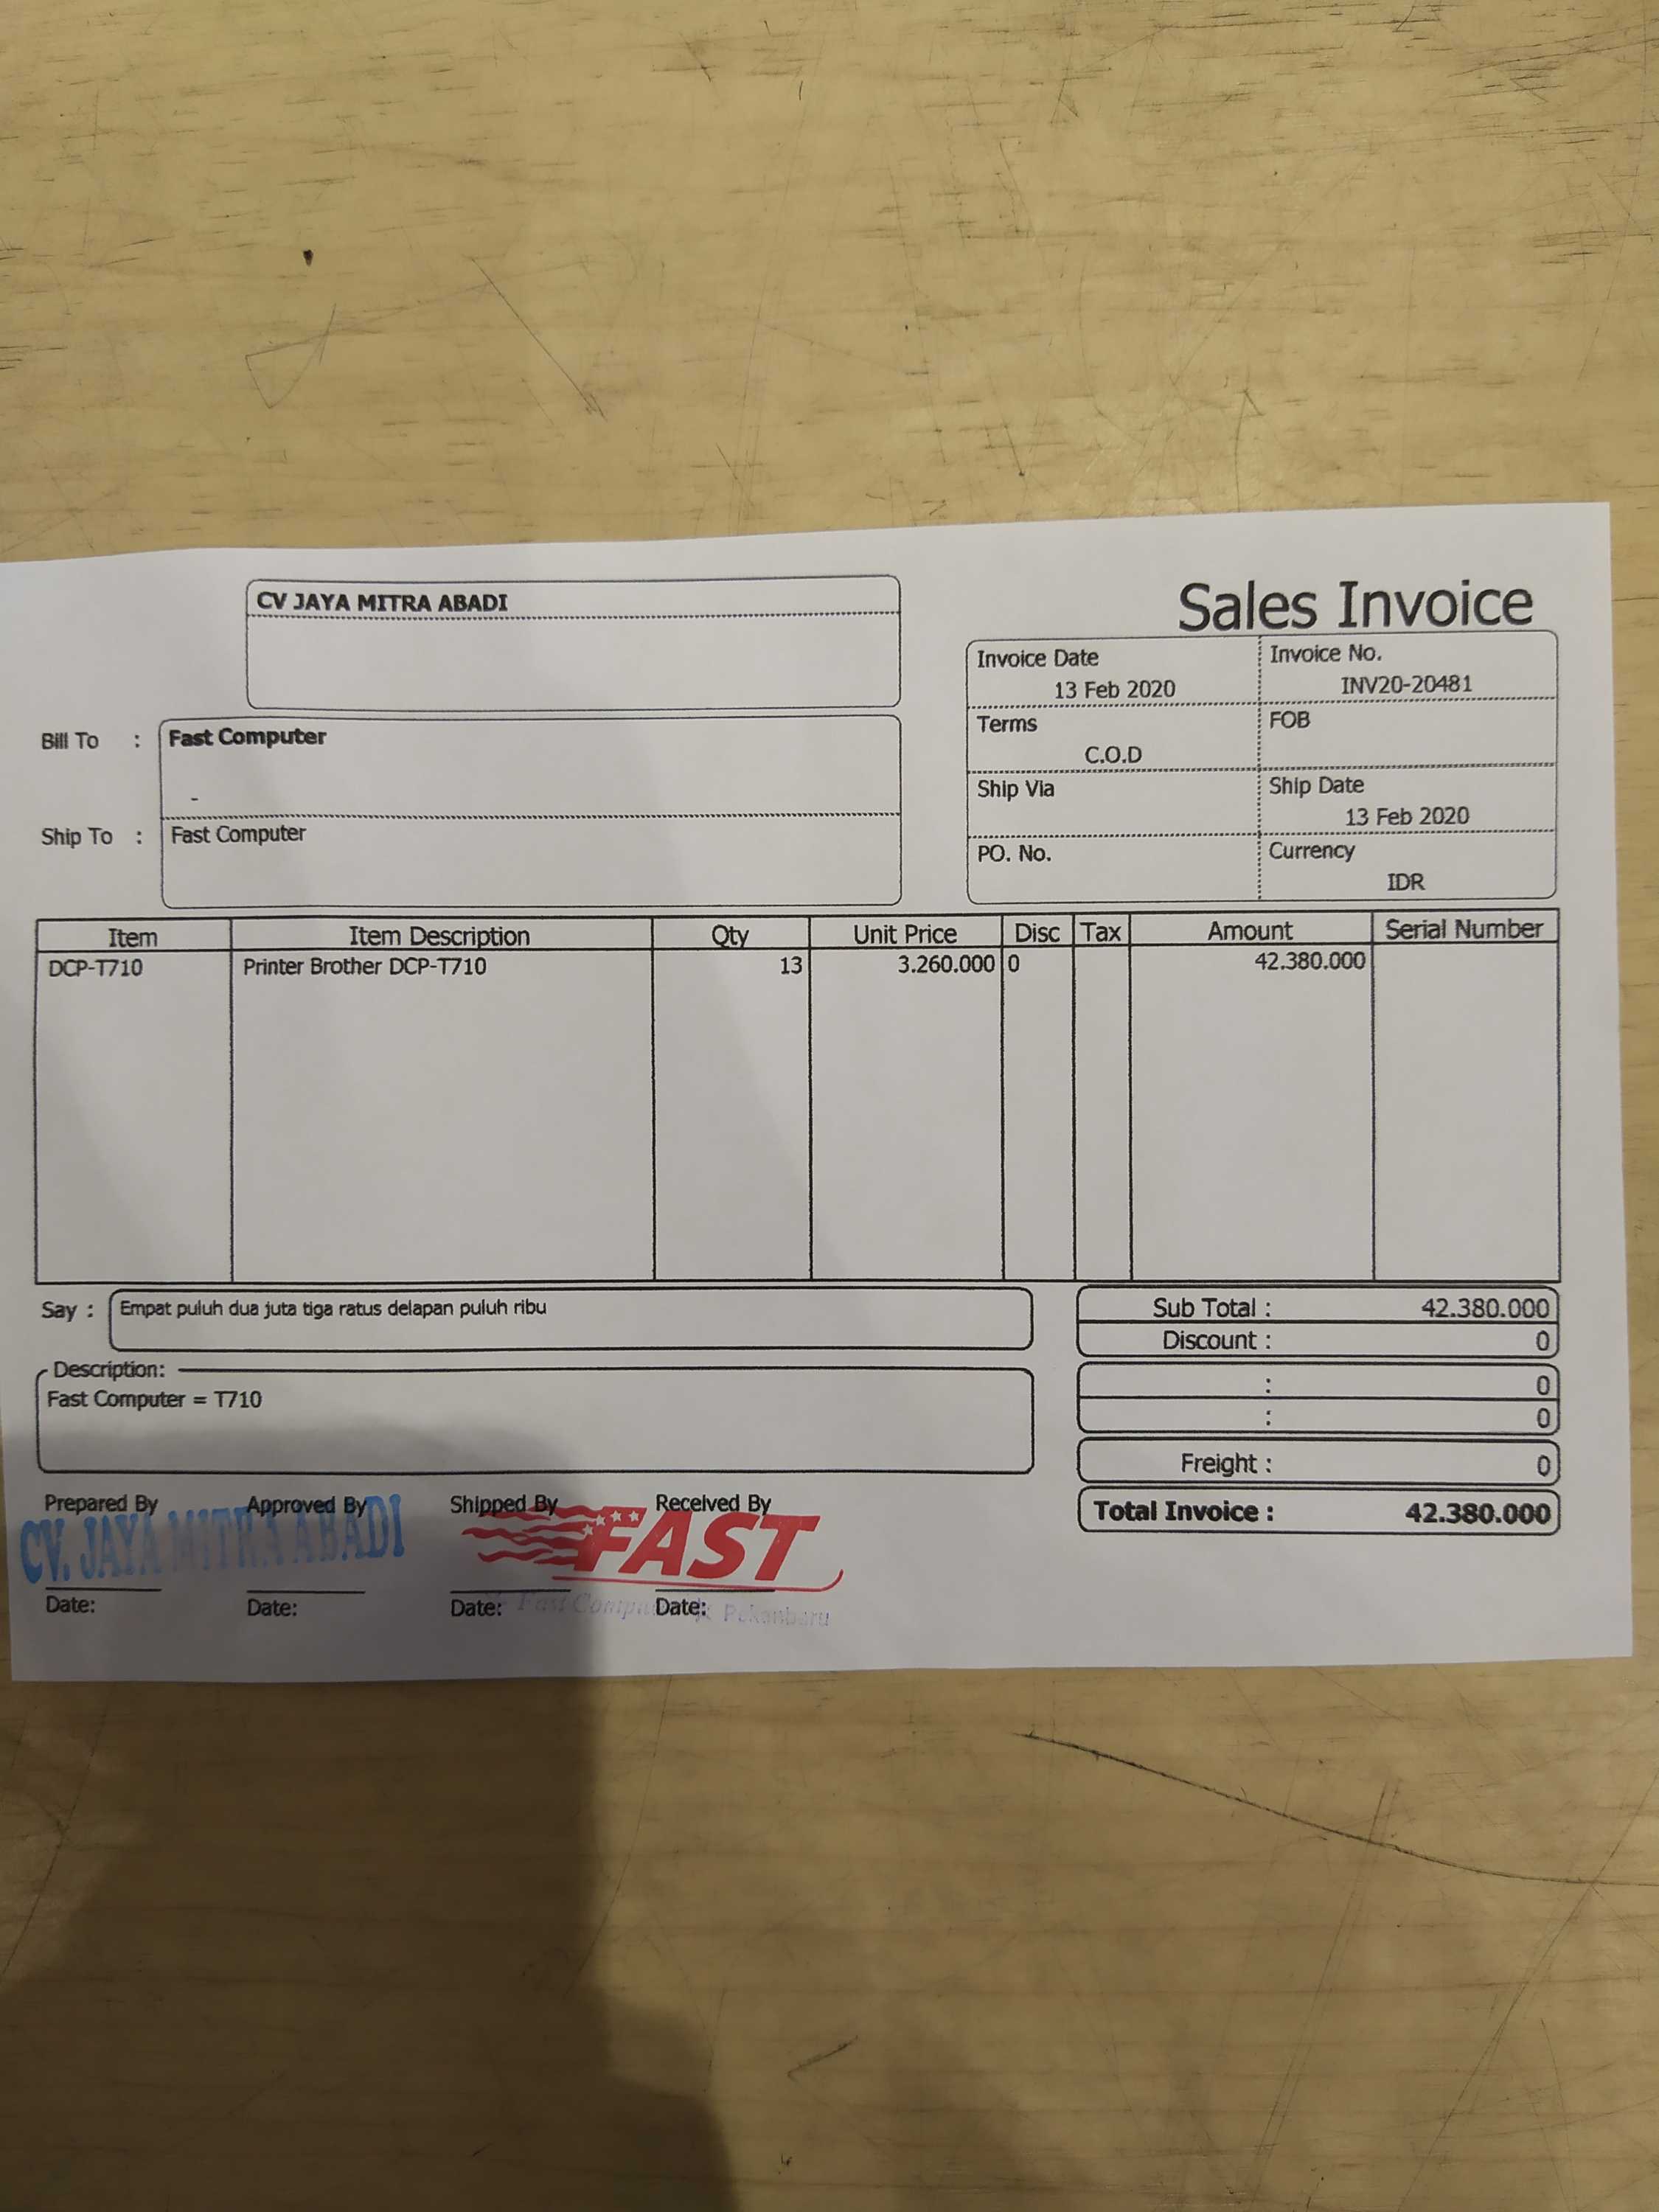 CV JAYA MITRA ABADI
Sales Invoice
Invoice Date
13 Feb 2020
Invoice No.
INV20-20481
Terms
C.O.D
FOB
Ship Via
Ship Date
13 Feb 2020
PO. No.
Currency
IDR
Bill To : Fast Computer
-
Ship To : Fast Computer
Item Item Description Qty Unit Price Disc Tax Amount Serial Number
DCP-T710 Printer Brother DCP-T710 13 3.260.000 0 42.380.000
Say : Empat puluh dua juta tiga ratus delapan puluh ribu
Description:
Fast Computer = T710
Sub Total : 42.380.000
Discount : 0
: 0
: 0
Freight : 0
Total Invoice : 42.380.000
Prepared By Approved By Shipped By Received By
CV. JAYA MITRA ABADI
FAST
Date: Date: Date: Date:
Fast Pekanbaru